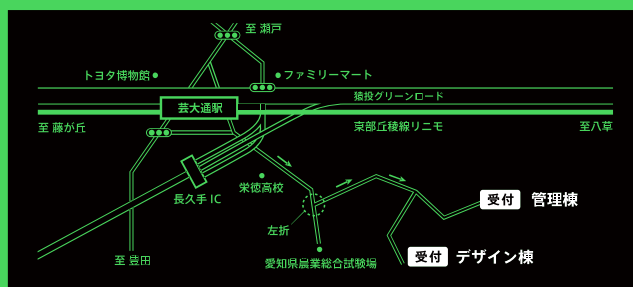 至 瀬戸
トヨタ博物館
ファミリーマート
猿投グリーンロード
芸大通駅
至 藤が丘
東部丘陵線リニモ
至八草
栄徳高校
長久手 IC
受付 管理棟
左折
至 豊田
愛知県農業総合試験場
受付 デザイン棟